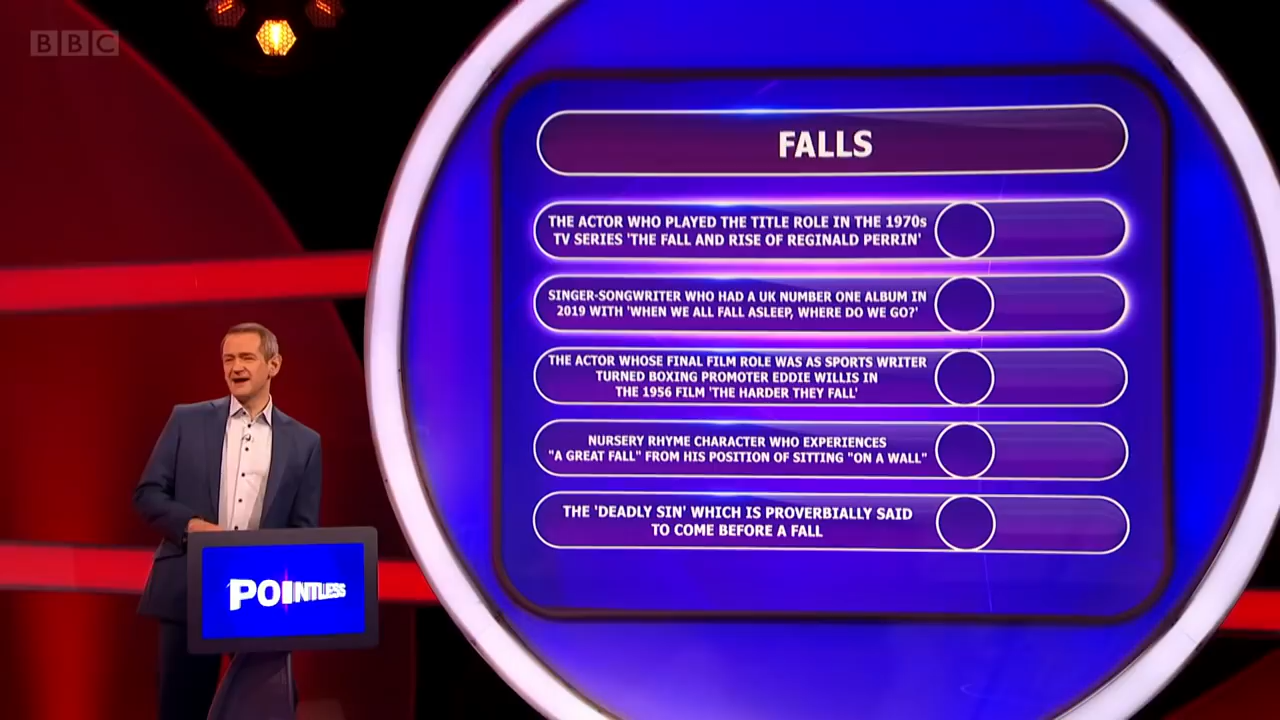 BBC
FALLS
THE ACTOR WHO PLAYED THE TITLE ROLE IN THE 1970s
TV SERIES 'THE FALL AND RISE OF REGINALD PERRIN'
SINGER-SONGWRITER WHO HAD A UK NUMBER ONE ALBUM IN
2019 WITH 'WHEN WE ALL FALL ASLEEP, WHERE DO WE GO?'
THE ACTOR WHOSE FINAL FILM ROLE WAS AS SPORTS WRITER
TURNED BOXING PROMOTER EDDIE WILLIS IN
THE 1956 FILM 'THE HARDER THEY FALL'
NURSERY RHYME CHARACTER WHO EXPERIENCES
"A GREAT FALL" FROM HIS POSITION OF SITTING "ON A WALL"
THE 'DEADLY SIN' WHICH IS PROVERBIALLY SAID
TO COME BEFORE A FALL
POINTLESS